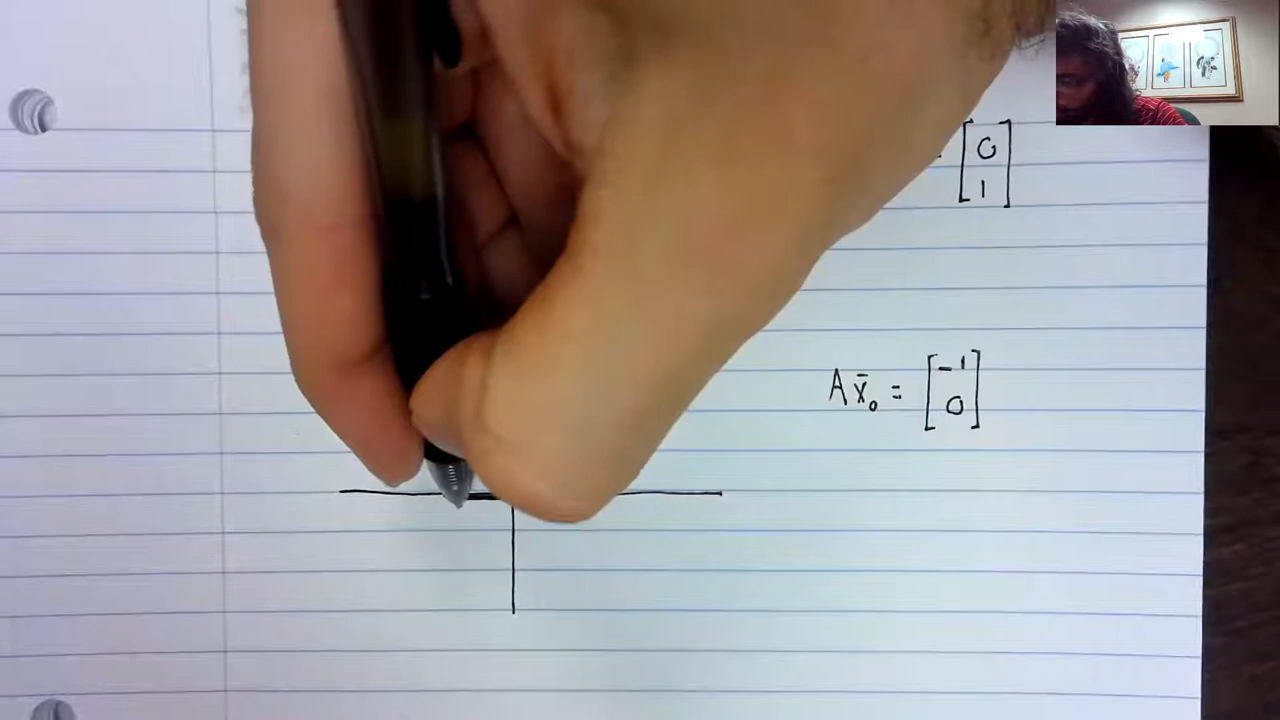 [0
1]
Ax̄₀ = [-1
0]